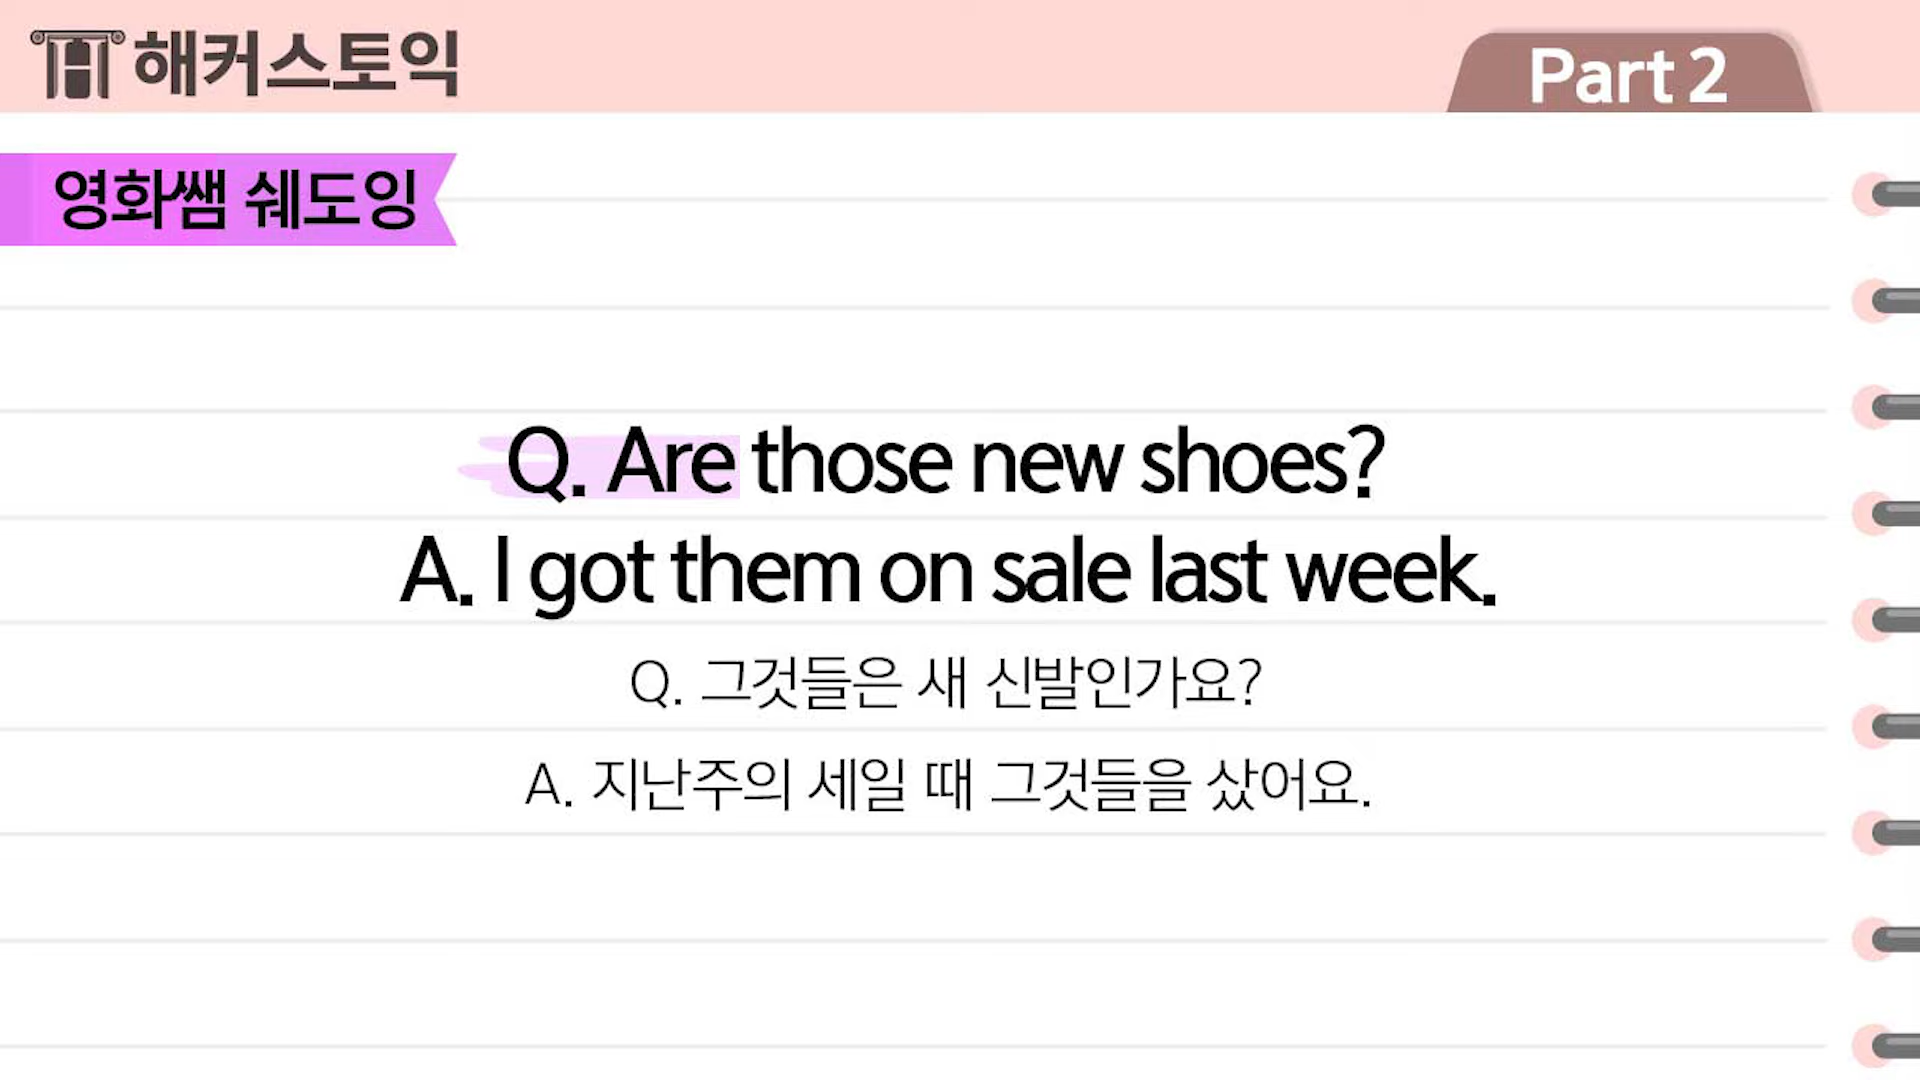 해커스토익
Part 2
영화쌤 쉐도잉
Q. Are those new shoes?
A. I got them on sale last week.
Q. 그것들은 새 신발인가요?
A. 지난주의 세일 때 그것들을 샀어요.